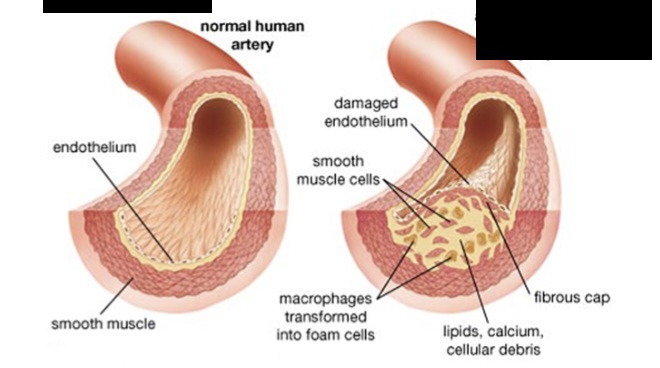 normal human
artery
endothelium
smooth muscle
damaged
endothelium
smooth
muscle cells
macrophages
transformed
into foam cells
lipids, calcium,
cellular debris
fibrous cap